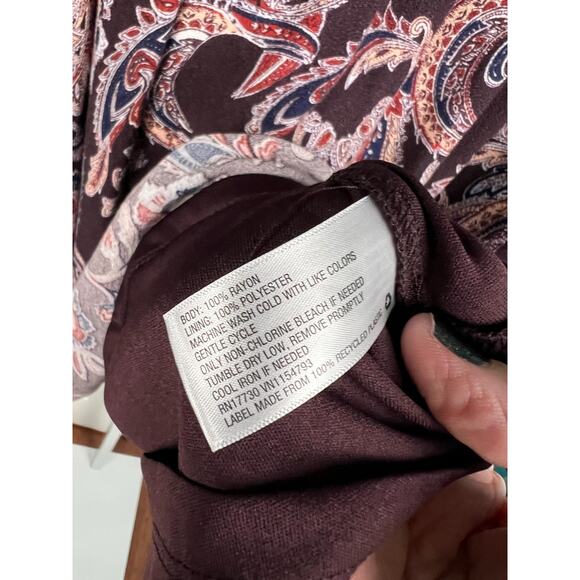 BODY: 100% RAYON
LINING: 100% POLYESTER
MACHINE WASH COLD WITH LIKE COLORS
GENTLE CYCLE
ONLY NON-CHLORINE BLEACH IF NEEDED
TUMBLE DRY LOW, REMOVE PROMPTLY
COOL IRON IF NEEDED
RN17730 VN1154793
LABEL MADE FROM 100% RECYCLED PLASTIC